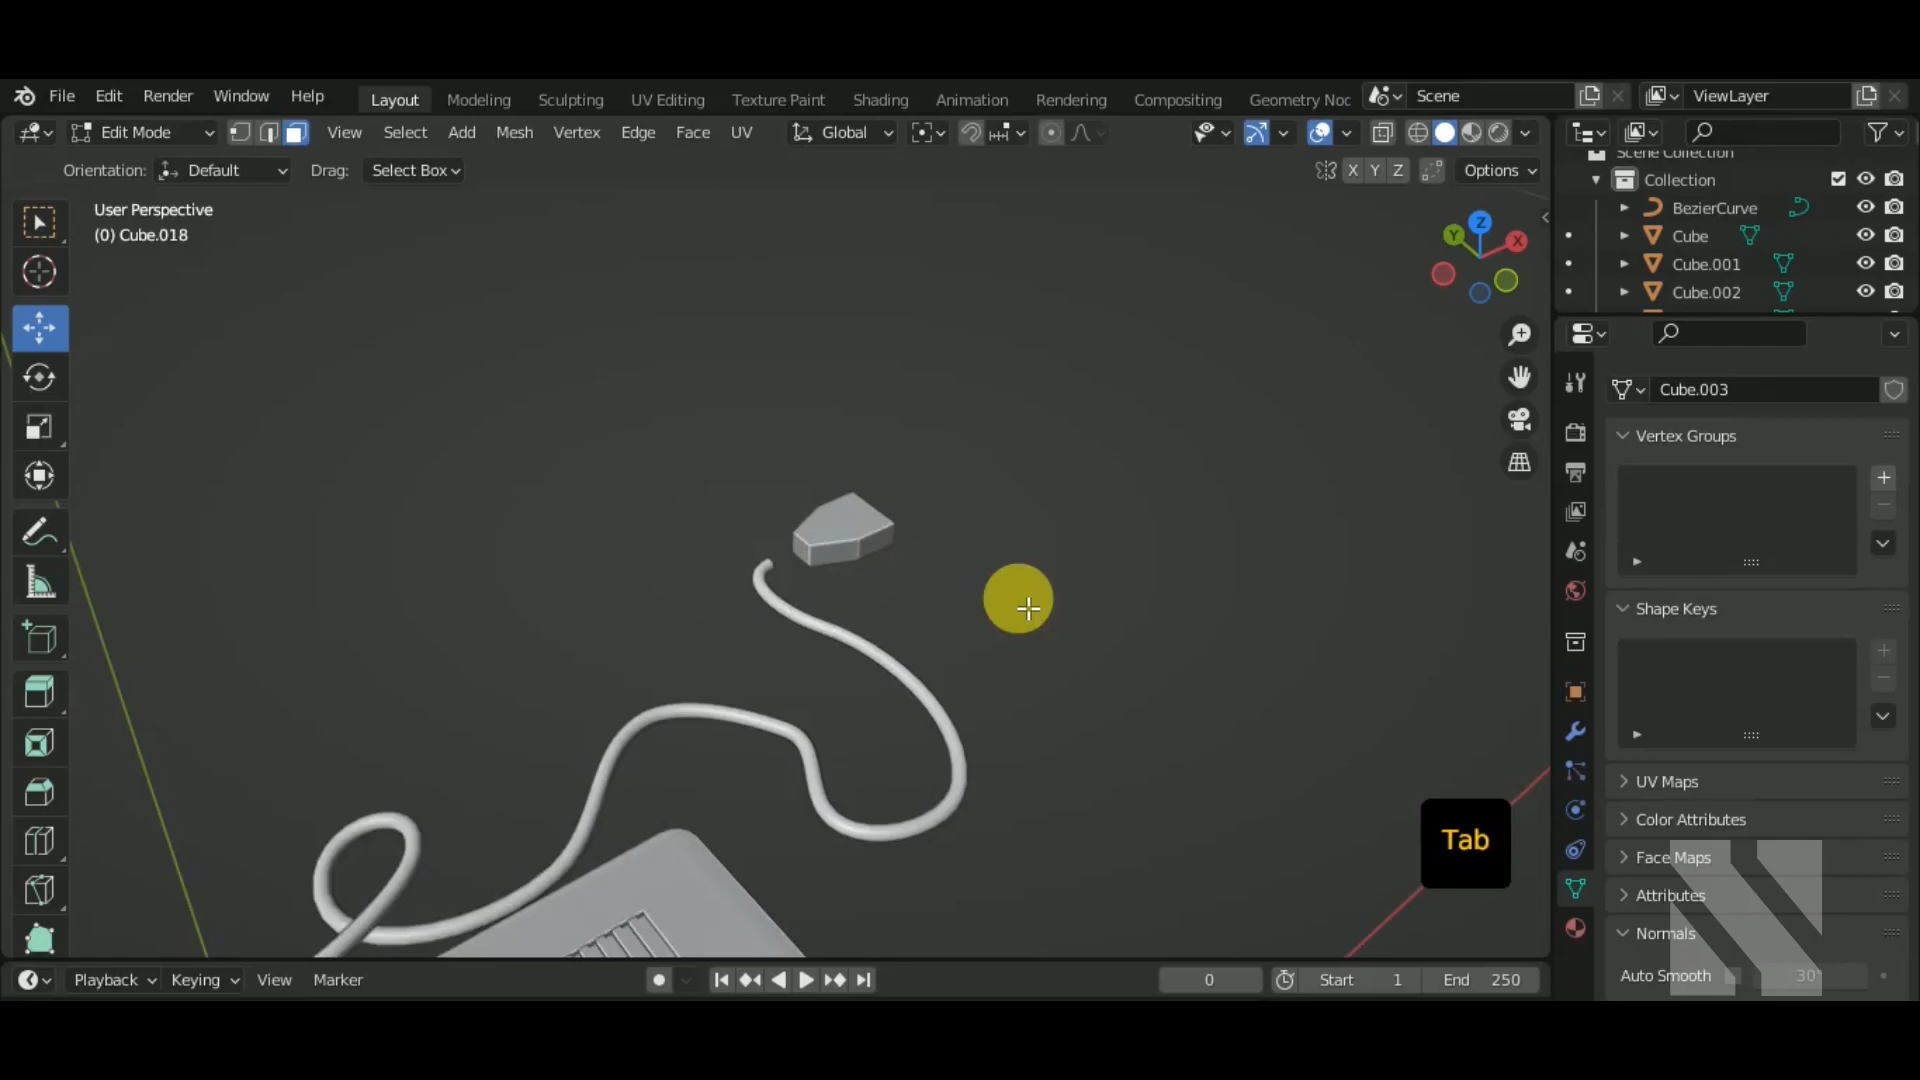 File Edit Render Window Help Layout Modeling Sculpting UV Editing Texture Paint Shading Animation Rendering Compositing Geometry Noc Scene ViewLayer
Edit Mode View Select Add Mesh Vertex Edge Face UV Global
Orientation: Default Drag: Select Box X Y Z Options
User Perspective
(0) Cube.018
Z
Y
X
Scene Collection
Collection
BezierCurve
Cube
Cube.001
Cube.002
Cube.003
Vertex Groups
Shape Keys
UV Maps
Color Attributes
Face Maps
Attributes
Normals
Auto Smooth 30°
Tab
Playback Keying View Marker 0 Start 1 End 250